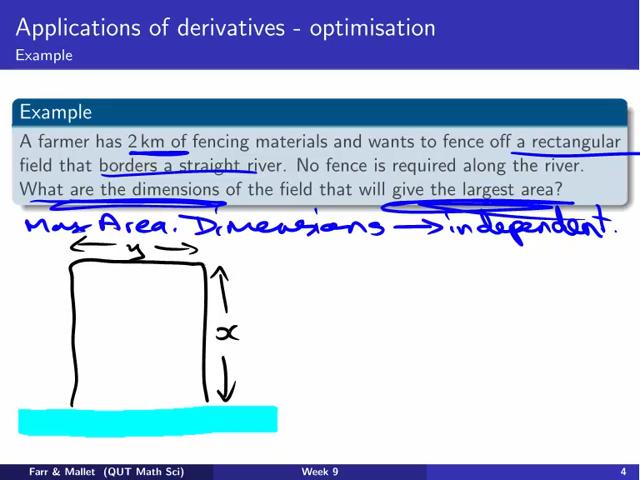 Applications of derivatives - optimisation
Example
Example
A farmer has 2 km of fencing materials and wants to fence off a rectangular
field that borders a straight river. No fence is required along the river.
What are the dimensions of the field that will give the largest area?
Max Area. Dimensions → independent.
y
x
Farr & Mallet (QUT Math Sci) Week 9 4